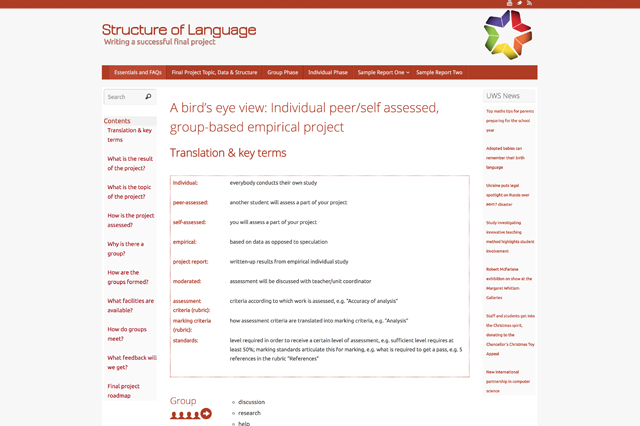 Structure of Language
Writing a successful final project
Essentials and FAQs
Final Project Topic, Data & Structure
Group Phase
Individual Phase
Sample Report One
Sample Report Two
Search
Contents
Translation & key
terms
What is the result
of the project?
What is the
topic of the
project?
How is the project
assessed?
Why is there a
group?
How are the
groups formed?
What facilities are
available?
How do groups
meet?
What feedback will
we get?
Final project
roadmap
A bird's eye view: Individual peer/self assessed,
group-based empirical project
Translation & key terms
Individual: everybody conducts their own study
peer-assessed: another student will assess a part of your project
self-assessed: you will assess a part of your project
empirical: based on data as opposed to speculation
project report: written-up results from empirical individual study
moderated: assessment will be discussed with teacher/unit coordinator
assessment criteria according to which work is assessed, e.g. "Accuracy of analysis"
criteria (rubric):
marking criteria how assessment criteria are translated into marking criteria, e.g. "Analysis"
(rubric):
standards: level required in order to receive a certain level of assessment, e.g. sufficient level requires at
least 50%; marking standards articulate this for marking, e.g. what is required to get a pass, e.g. 5
references in the rubric "References"
Group
discussion
research
help
UWS News
Top maths tips for parents
preparing for the school
year
Adopted babies can
remember their birth
language
Ukraine puts legal
spotlight on Russia over
MH17 disaster
Study investigating
innovative teaching
method highlights student
involvement
Robert McFarlane
exhibition on show at the
Margaret Whitlam
Galleries
Staff and students get into
the Christmas spirit,
donating to the
Chancellor's Christmas Toy
Appeal
New international
partnership in computer
science